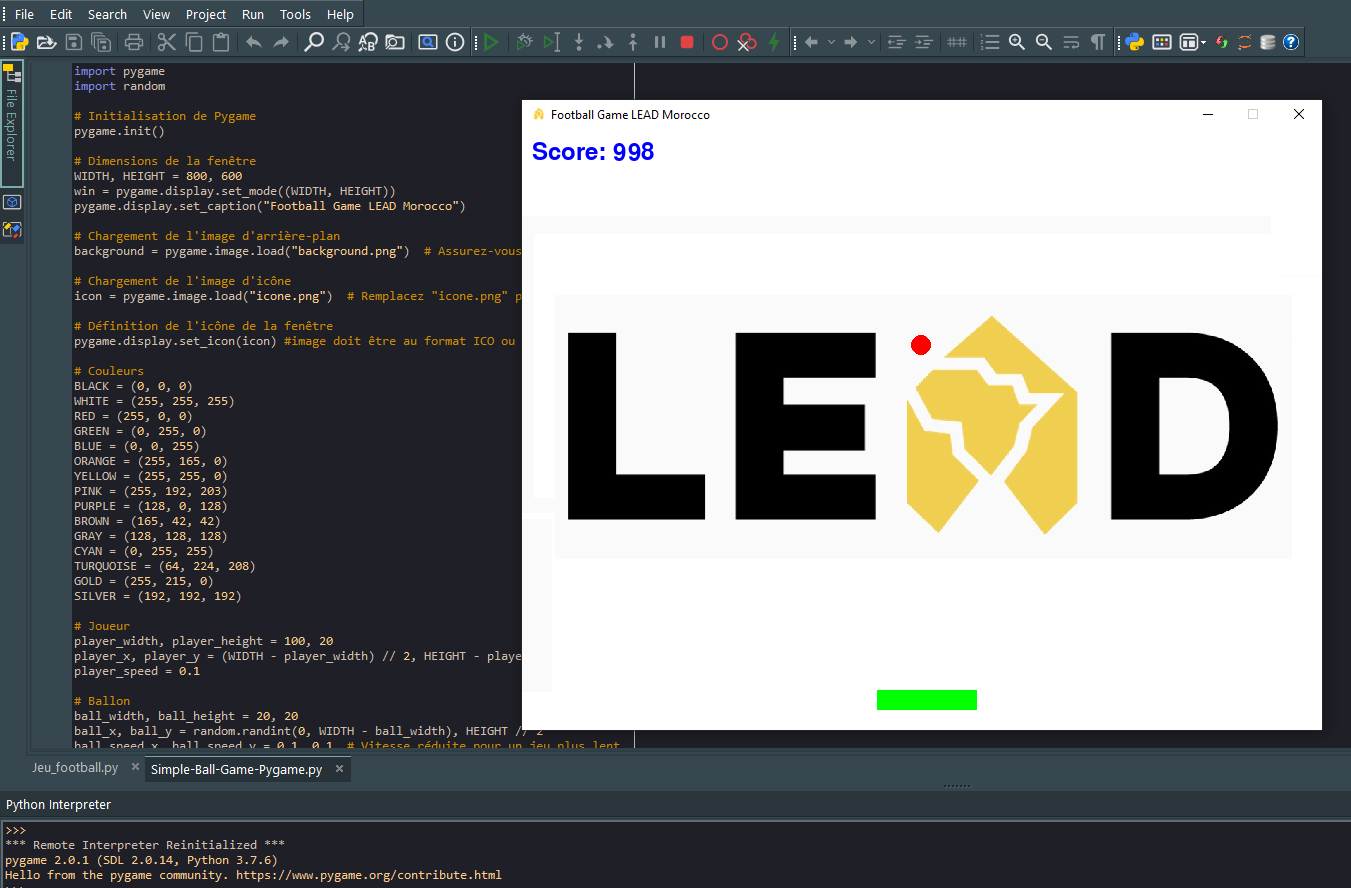 File Edit Search View Project Run Tools Help
File Explorer
import pygame
import random
# Initialisation de Pygame
pygame.init()
# Dimensions de la fenêtre
WIDTH, HEIGHT = 800, 600
win = pygame.display.set_mode((WIDTH, HEIGHT))
pygame.display.set_caption("Football Game LEAD Morocco")
# Chargement de l'image d'arrière-plan
background = pygame.image.load("background.png")  # Assurez-vous
# Chargement de l'image d'icône
icon = pygame.image.load("icone.png")  # Remplacez "icone.png" p
# Définition de l'icône de la fenêtre
pygame.display.set_icon(icon) #image doit être au format ICO ou
# Couleurs
BLACK = (0, 0, 0)
WHITE = (255, 255, 255)
RED = (255, 0, 0)
GREEN = (0, 255, 0)
BLUE = (0, 0, 255)
ORANGE = (255, 165, 0)
YELLOW = (255, 255, 0)
PINK = (255, 192, 203)
PURPLE = (128, 0, 128)
BROWN = (165, 42, 42)
GRAY = (128, 128, 128)
CYAN = (0, 255, 255)
TURQUOISE = (64, 224, 208)
GOLD = (255, 215, 0)
SILVER = (192, 192, 192)
# Joueur
player_width, player_height = 100, 20
player_x, player_y = (WIDTH - player_width) // 2, HEIGHT - playe
player_speed = 0.1
# Ballon
ball_width, ball_height = 20, 20
ball_x, ball_y = random.randint(0, WIDTH - ball_width), HEIGHT // 2
ball_speed_x, ball_speed_y = 0.1, 0.1  # Vitesse réduite pour un jeu plus lent
Football Game LEAD Morocco
Score: 998
LEAD
Jeu_football.py
Simple-Ball-Game-Pygame.py
Python Interpreter
>>>
*** Remote Interpreter Reinitialized ***
pygame 2.0.1 (SDL 2.0.14, Python 3.7.6)
Hello from the pygame community. https://www.pygame.org/contribute.html
>>>